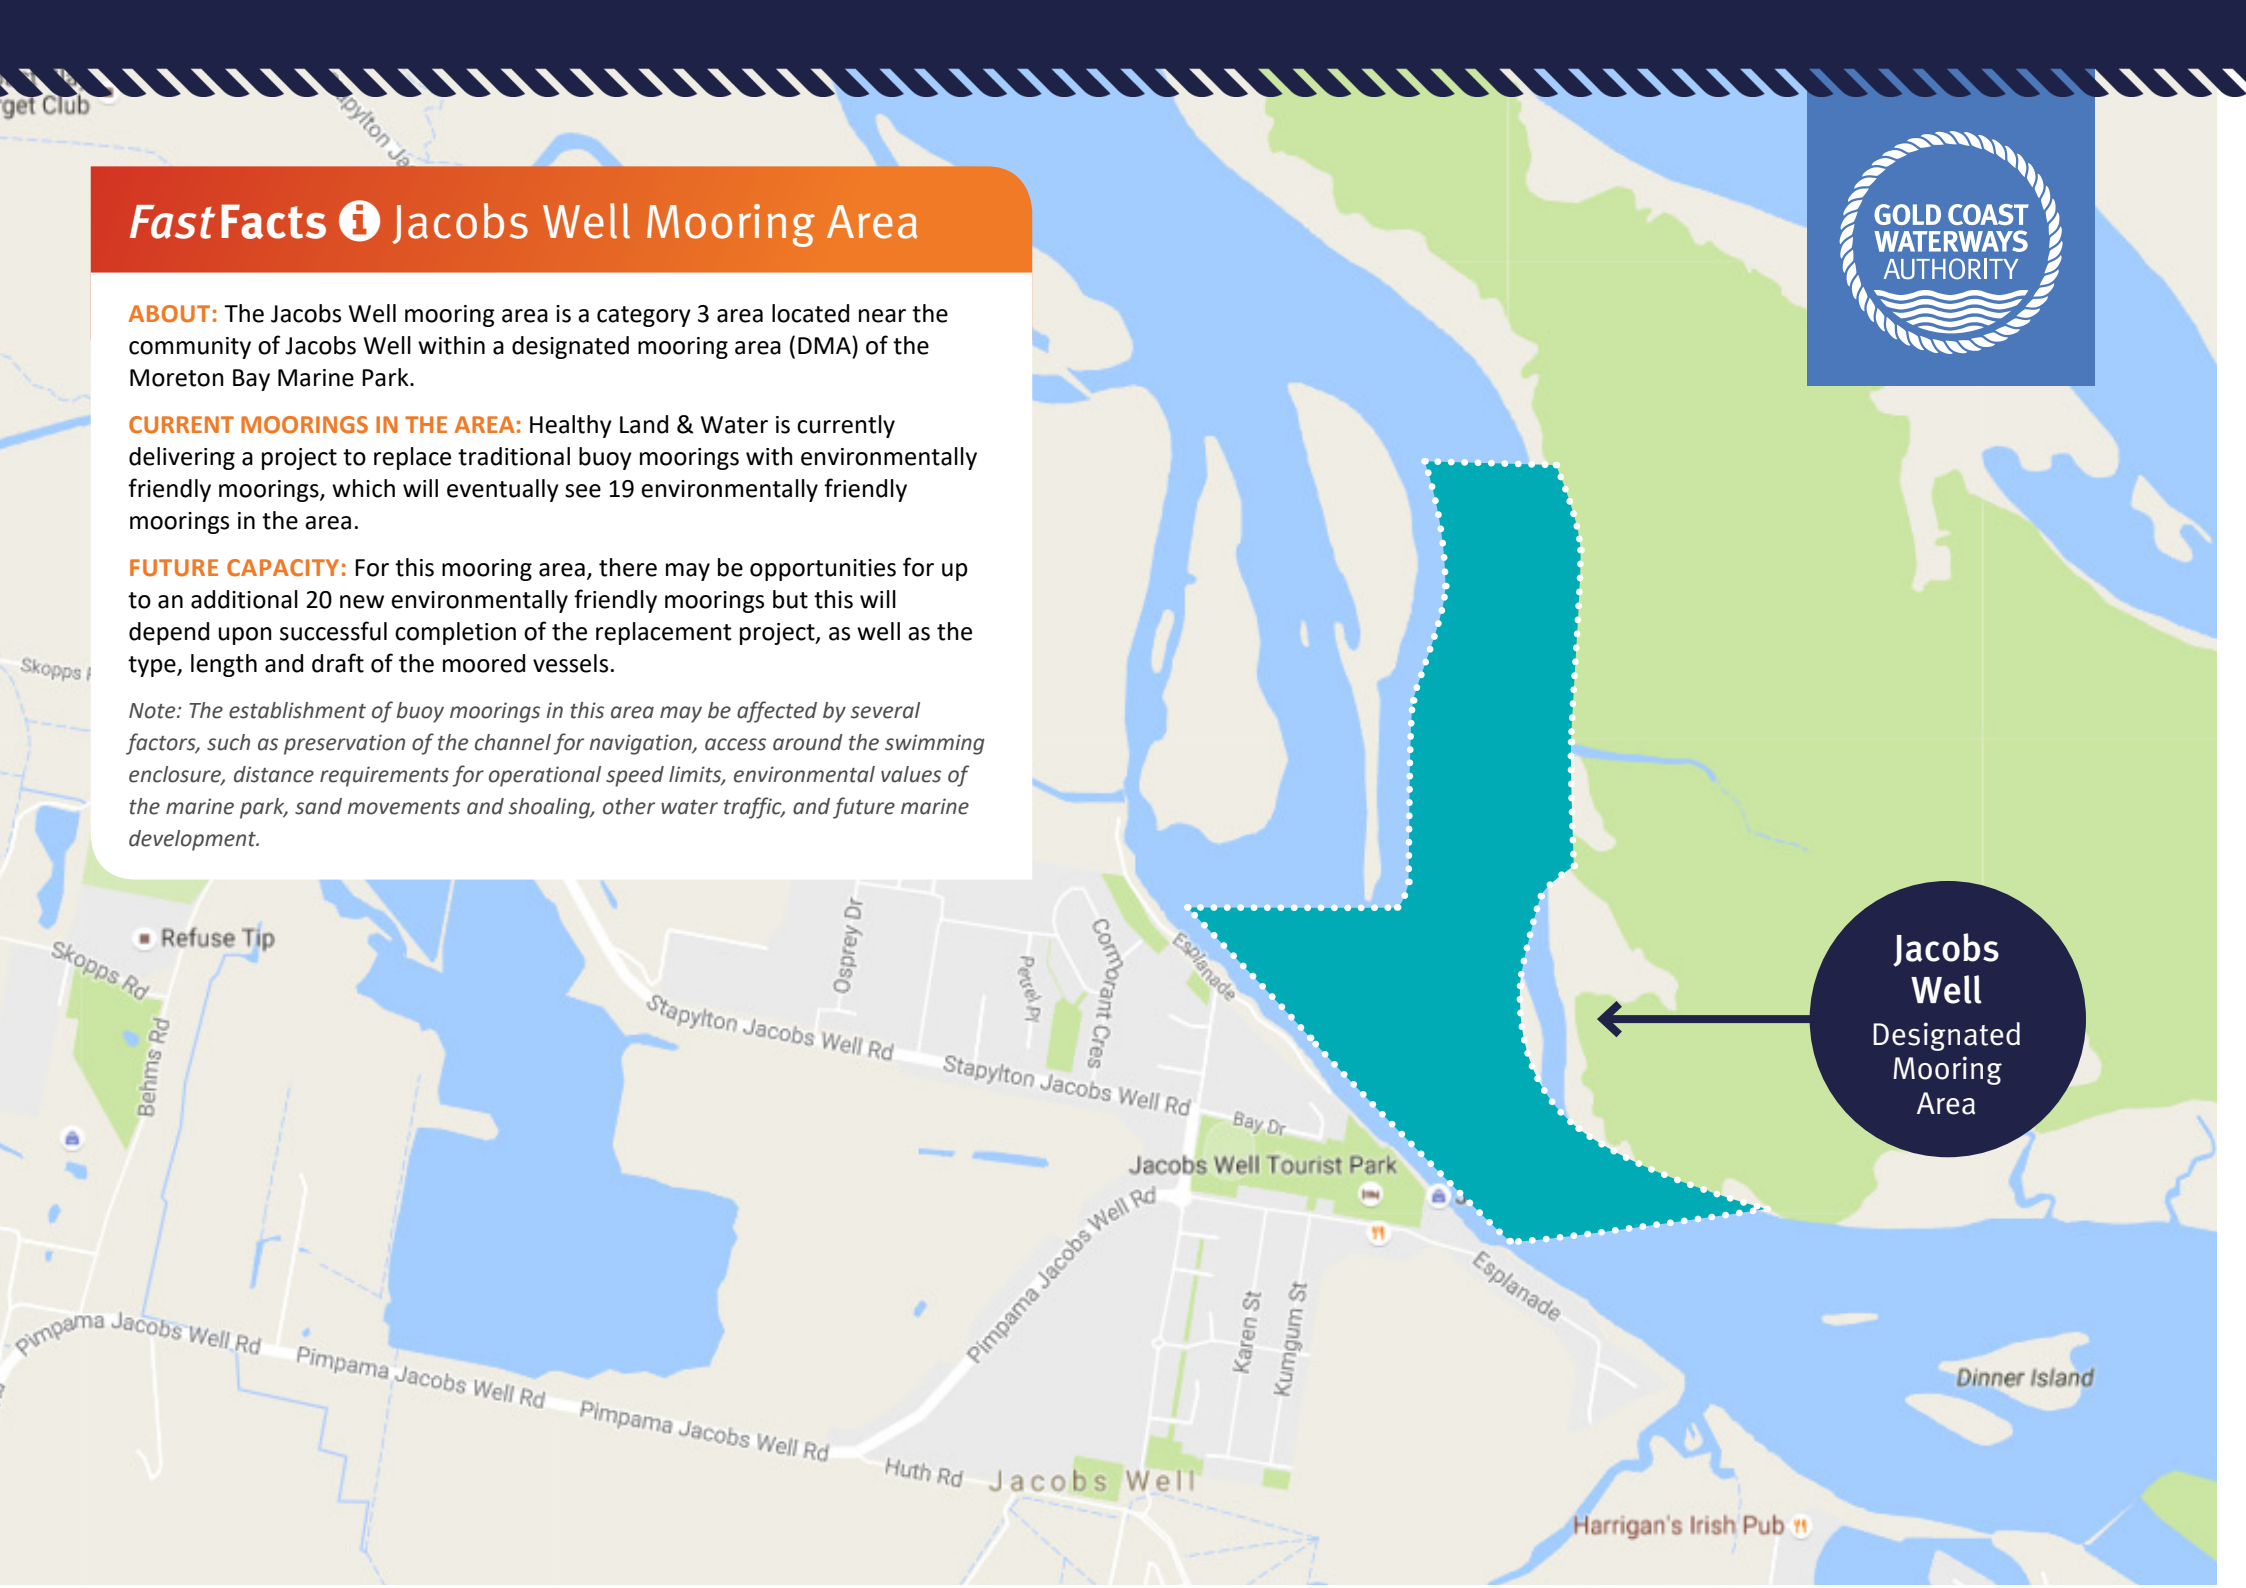 get Club
FastFacts i Jacobs Well Mooring Area
ABOUT: The Jacobs Well mooring area is a category 3 area located near the
community of Jacobs Well within a designated mooring area (DMA) of the
Moreton Bay Marine Park.
CURRENT MOORINGS IN THE AREA: Healthy Land & Water is currently
delivering a project to replace traditional buoy moorings with environmentally
friendly moorings, which will eventually see 19 environmentally friendly
moorings in the area.
FUTURE CAPACITY: For this mooring area, there may be opportunities for up
to an additional 20 new environmentally friendly moorings but this will
depend upon successful completion of the replacement project, as well as the
type, length and draft of the moored vessels.
Note: The establishment of buoy moorings in this area may be affected by several
factors, such as preservation of the channel for navigation, access around the swimming
enclosure, distance requirements for operational speed limits, environmental values of
the marine park, sand movements and shoaling, other water traffic, and future marine
development.
GOLD COAST
WATERWAYS
AUTHORITY
Skopps
Refuse Tip
Skopps Rd
Behms Rd
Osprey Dr
Petrel Pl
Cormorant Cres
Esplanade
Stapylton Jacobs Well Rd
Stapylton Jacobs Well Rd
Bay Dr
Jacobs Well Tourist Park
Jacobs
Well
Designated
Mooring
Area
Pimpama Jacobs Well Rd
Karen St
Kumgum St
Esplanade
Pimpama Jacobs Well Rd
Pimpama Jacobs Well Rd
Pimpama Jacobs Well Rd
Huth Rd
Jacobs Well
Dinner Island
Harrigan's Irish Pub